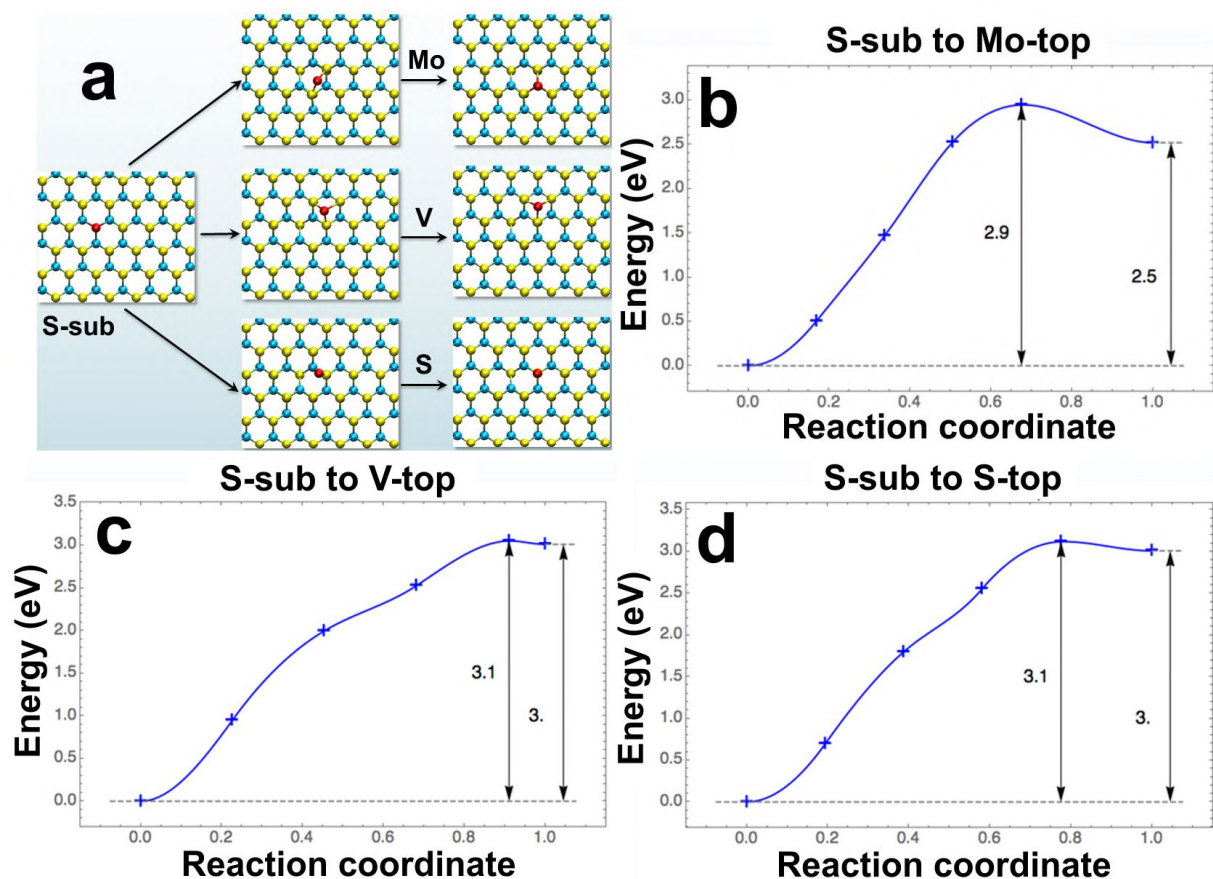 a
Mo
V
S
S-sub
S-sub to Mo-top
b
Energy (eV)
3.0
2.5
2.0
1.5
1.0
0.5
0.0
2.9
2.5
0.0
0.2
0.4
0.6
0.8
1.0
Reaction coordinate
S-sub to V-top
c
Energy (eV)
3.5
3.0
2.5
2.0
1.5
1.0
0.5
0.0
3.1
3.
0.0
0.2
0.4
0.6
0.8
1.0
Reaction coordinate
S-sub to S-top
d
Energy (eV)
3.5
3.0
2.5
2.0
1.5
1.0
0.5
0.0
3.1
3.
0.0
0.2
0.4
0.6
0.8
1.0
Reaction coordinate